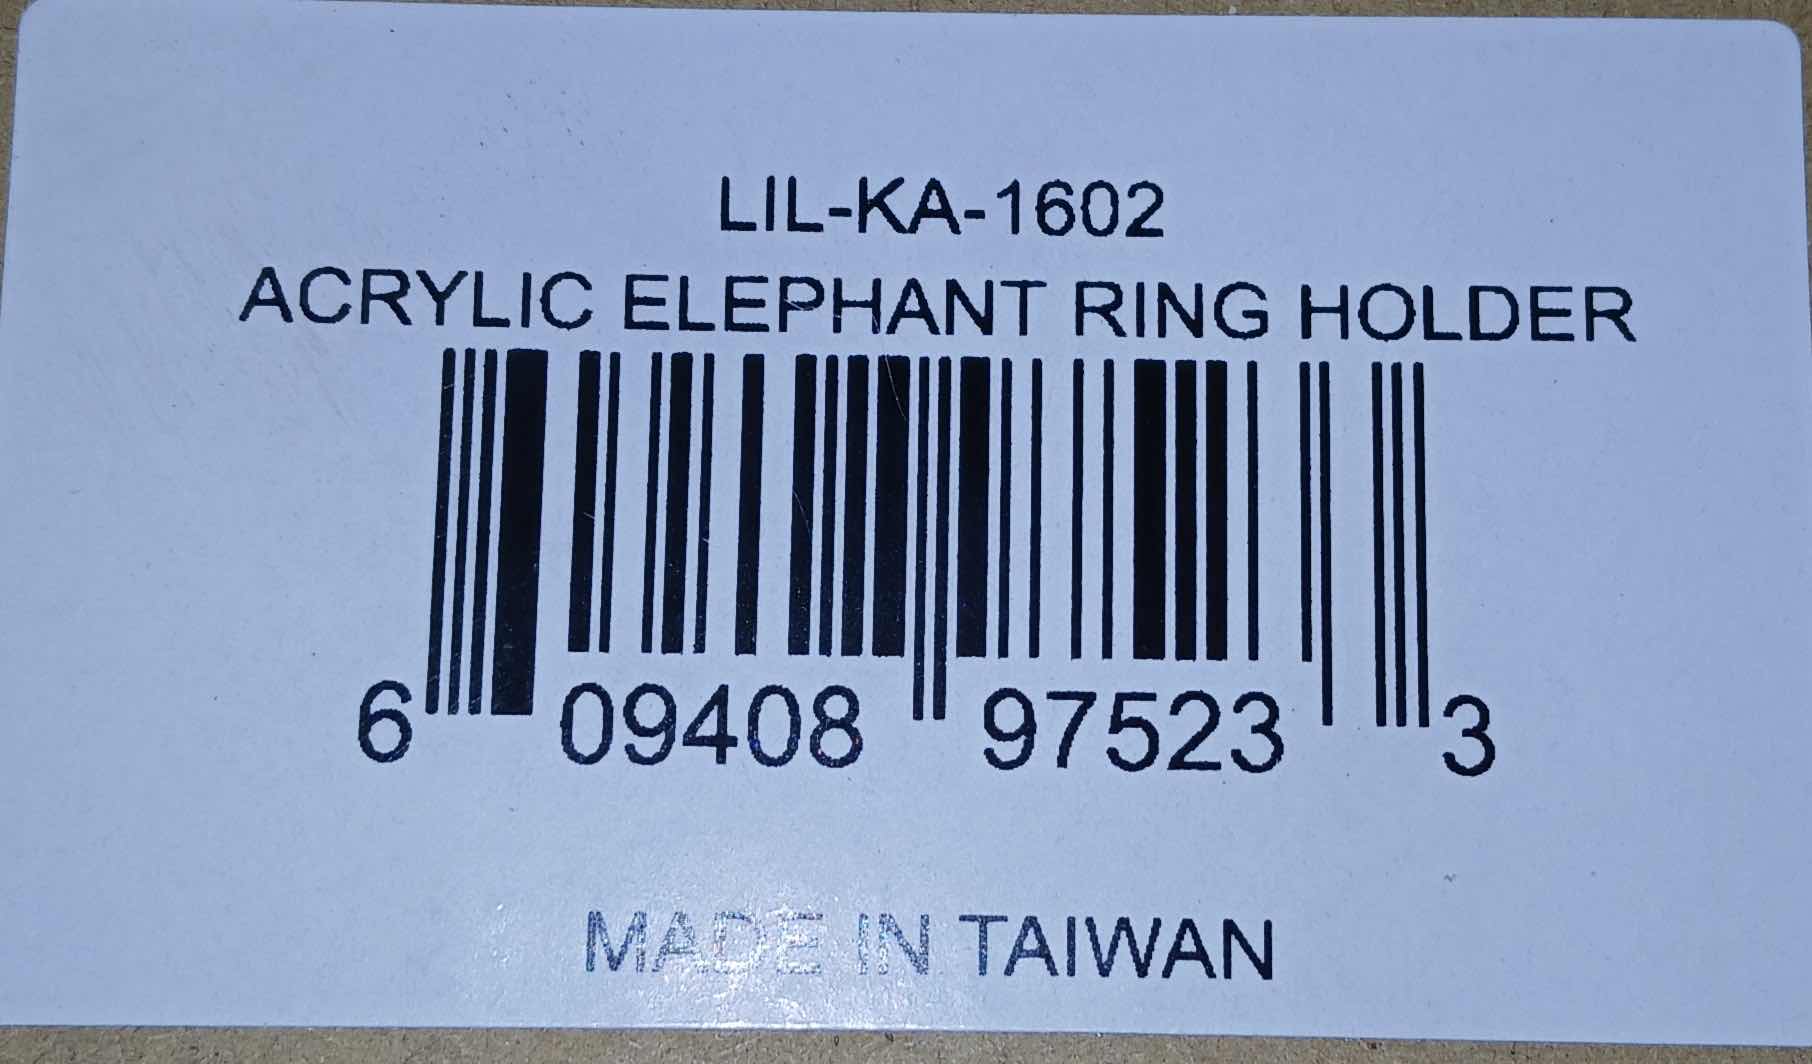 LIL-KA-1602
ACRYLIC ELEPHANT RING HOLDER
6 09408 97523 3
MADE IN TAIWAN